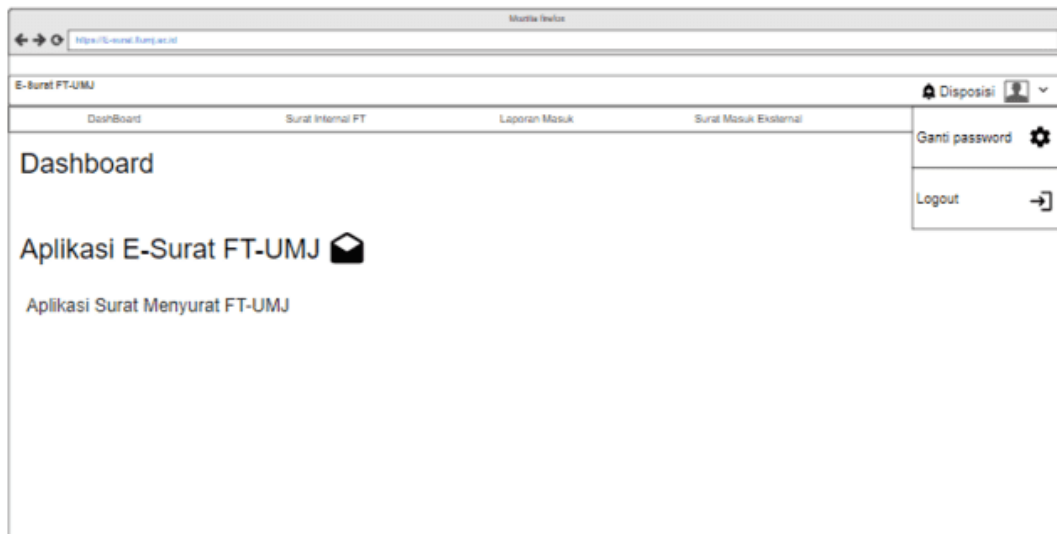 Mozilla firefox
E-Surat FT-UMJ
Disposisi
DashBoard
Surat Internal FT
Laporan Masuk
Surat Masuk Eksternal
Ganti password
Logout
Dashboard
Aplikasi E-Surat FT-UMJ
Aplikasi Surat Menyurat FT-UMJ